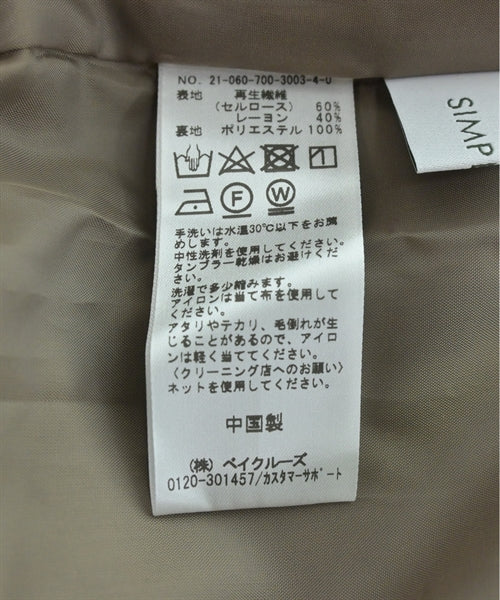 NO. 21-060-700-3003-4-0
表地 再生繊維
(セルロース) 60%
レーヨン 40%
裏地 ポリエステル 100%
F W
手洗いは水温30℃以下をお薦
めします。
中性洗剤を使用してください。
タンブラー乾燥はお避けくださ
い。
洗濯で多少縮みます。
アイロンは当て布を使用して
ください。
アタリやテカリ、毛倒れが生
じることがあるので、アイロ
ンは軽く当ててください。
〈クリーニング店へのお願い〉
ネットを使用してください。
中国製
(株) ベイクルーズ
0120-301457/カスタマーサポート
SIMP